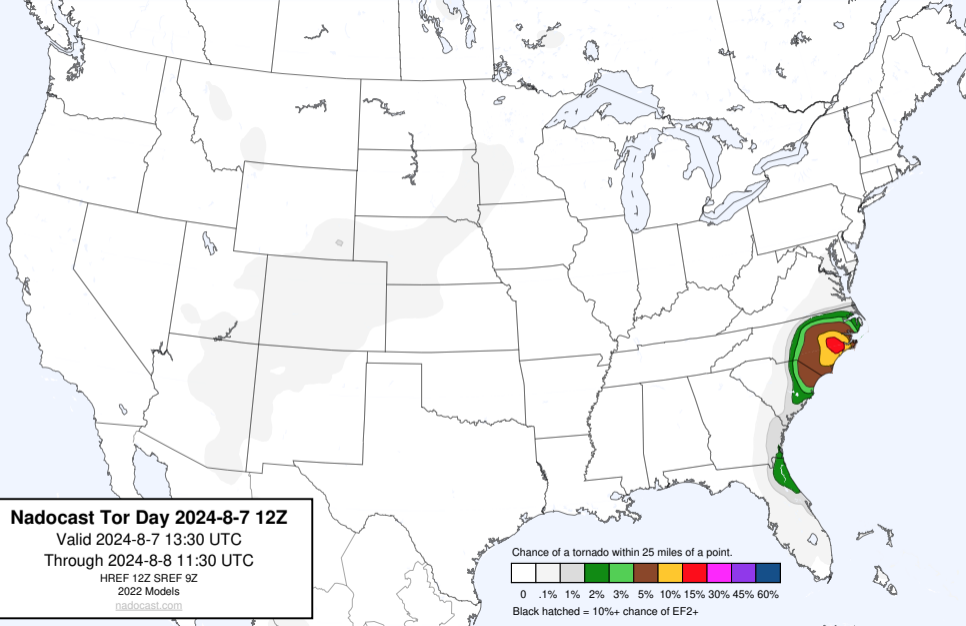 Nadocast Tor Day 2024-8-7 12Z
Valid 2024-8-7 13:30 UTC
Through 2024-8-8 11:30 UTC
HREF 12Z SREF 9Z
2022 Models
nadocast.com
Chance of a tornado within 25 miles of a point.
0 .1% 1% 2% 3% 5% 10% 15% 30% 45% 60%
Black hatched = 10%+ chance of EF2+